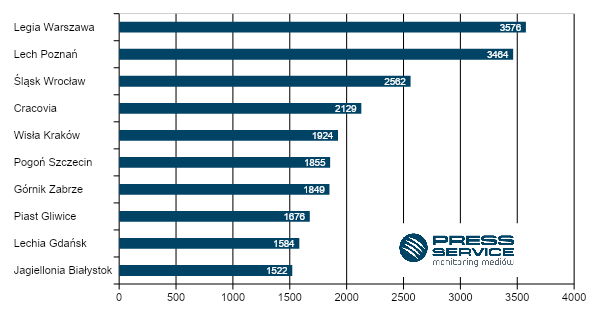 Legia Warszawa 3576
Lech Poznań 3464
Śląsk Wrocław 2562
Cracovia 2129
Wisła Kraków 1924
Pogoń Szczecin 1855
Górnik Zabrze 1849
Piast Gliwice 1676
Lechia Gdańsk 1584
Jagiellonia Białystok 1522
PRESS
SERVICE
monitoring mediów
0 500 1000 1500 2000 2500 3000 3500 4000